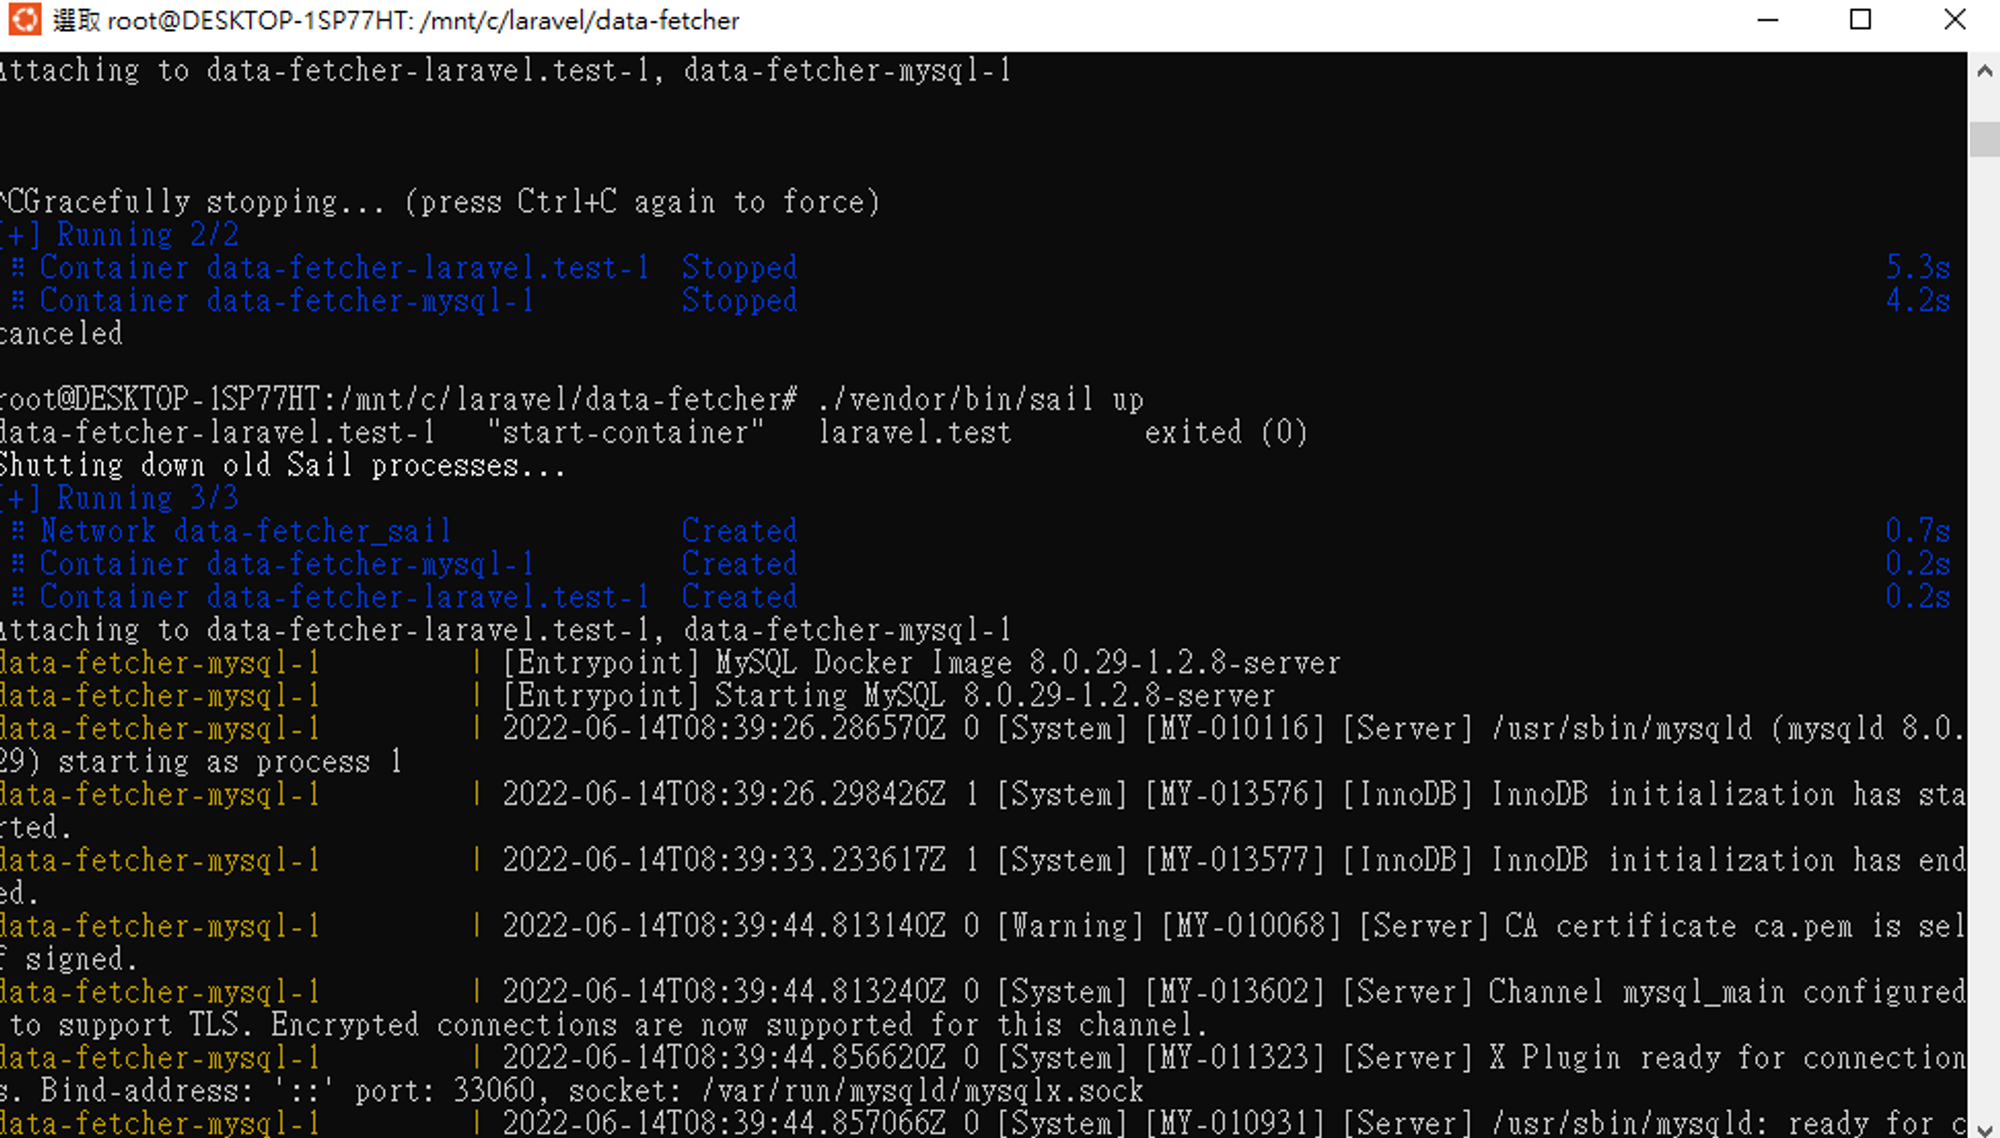 選取 root@DESKTOP-1SP77HT: /mnt/c/laravel/data-fetcher
Attaching to data-fetcher-laravel.test-1, data-fetcher-mysql-1
^CGracefully stopping... (press Ctrl+C again to force)
[+] Running 2/2
⠿ Container data-fetcher-laravel.test-1 Stopped 5.3s
⠿ Container data-fetcher-mysql-1 Stopped 4.2s
canceled
root@DESKTOP-1SP77HT:/mnt/c/laravel/data-fetcher# ./vendor/bin/sail up
data-fetcher-laravel.test-1 "start-container" laravel.test exited (0)
Shutting down old Sail processes...
[+] Running 3/3
⠿ Network data-fetcher_sail Created 0.7s
⠿ Container data-fetcher-mysql-1 Created 0.2s
⠿ Container data-fetcher-laravel.test-1 Created 0.2s
Attaching to data-fetcher-laravel.test-1, data-fetcher-mysql-1
data-fetcher-mysql-1 | [Entrypoint] MySQL Docker Image 8.0.29-1.2.8-server
data-fetcher-mysql-1 | [Entrypoint] Starting MySQL 8.0.29-1.2.8-server
data-fetcher-mysql-1 | 2022-06-14T08:39:26.286570Z 0 [System] [MY-010116] [Server] /usr/sbin/mysqld (mysqld 8.0.
29) starting as process 1
data-fetcher-mysql-1 | 2022-06-14T08:39:26.298426Z 1 [System] [MY-013576] [InnoDB] InnoDB initialization has sta
rted.
data-fetcher-mysql-1 | 2022-06-14T08:39:33.233617Z 1 [System] [MY-013577] [InnoDB] InnoDB initialization has end
ed.
data-fetcher-mysql-1 | 2022-06-14T08:39:44.813140Z 0 [Warning] [MY-010068] [Server] CA certificate ca.pem is sel
f signed.
data-fetcher-mysql-1 | 2022-06-14T08:39:44.813240Z 0 [System] [MY-013602] [Server] Channel mysql_main configured
to support TLS. Encrypted connections are now supported for this channel.
data-fetcher-mysql-1 | 2022-06-14T08:39:44.856620Z 0 [System] [MY-011323] [Server] X Plugin ready for connection
s. Bind-address: '::' port: 33060, socket: /var/run/mysqld/mysqlx.sock
data-fetcher-mysql-1 | 2022-06-14T08:39:44.857066Z 0 [System] [MY-010931] [Server] /usr/sbin/mysqld: ready for c